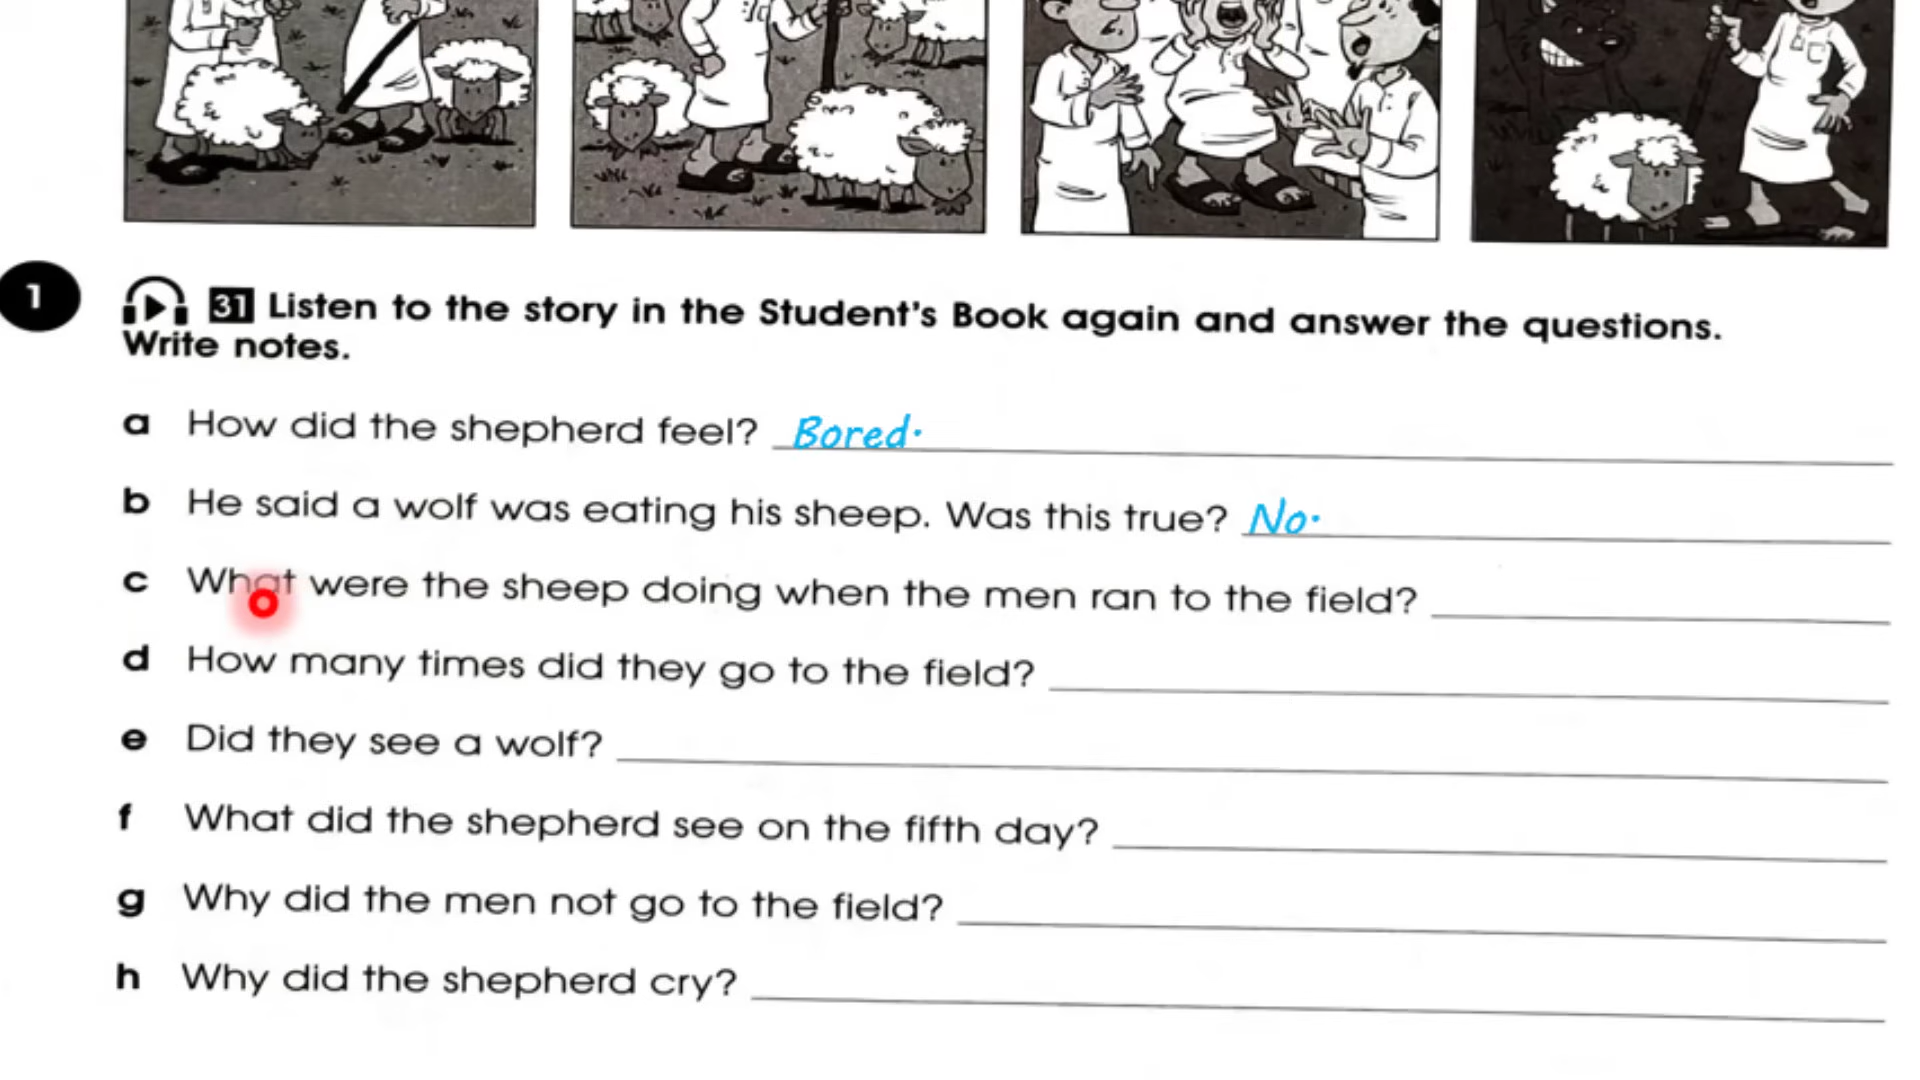 1
31 Listen to the story in the Student's Book again and answer the questions.
Write notes.
a How did the shepherd feel? Bored.
b He said a wolf was eating his sheep. Was this true? No.
c What were the sheep doing when the men ran to the field?
d How many times did they go to the field?
e Did they see a wolf?
f What did the shepherd see on the fifth day?
g Why did the men not go to the field?
h Why did the shepherd cry?